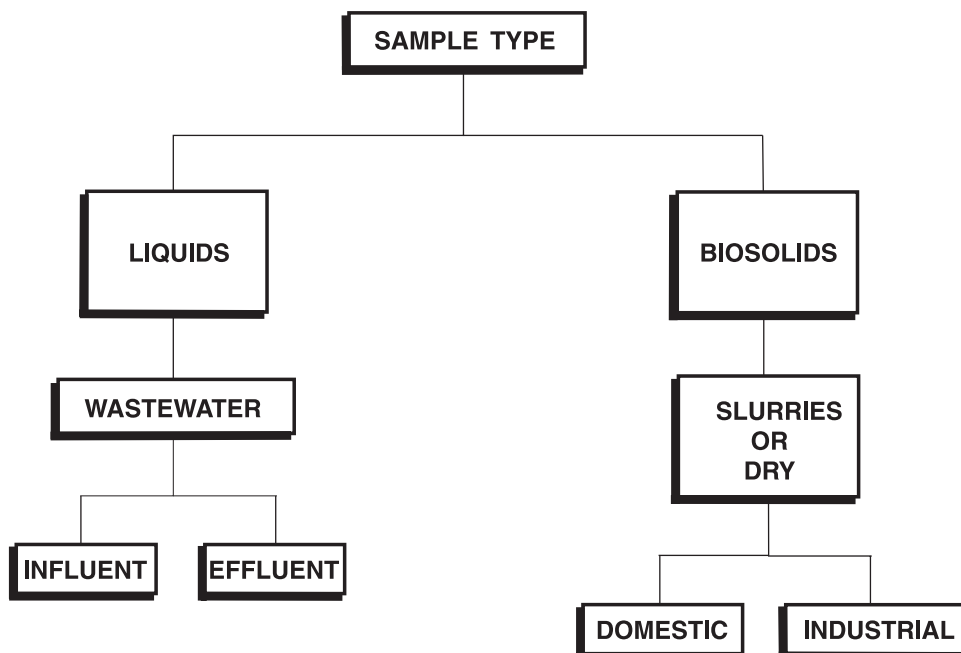 SAMPLE TYPE
LIQUIDS
BIOSOLIDS
WASTEWATER
SLURRIES
OR
DRY
INFLUENT
EFFLUENT
DOMESTIC
INDUSTRIAL